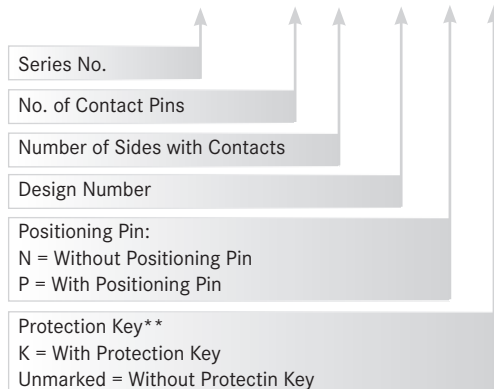 Series No.
No. of Contact Pins
Number of Sides with Contacts
Design Number
Positioning Pin:
N = Without Positioning Pin
P = With Positioning Pin
Protection Key**
K = With Protection Key
Unmarked = Without Protectin Key